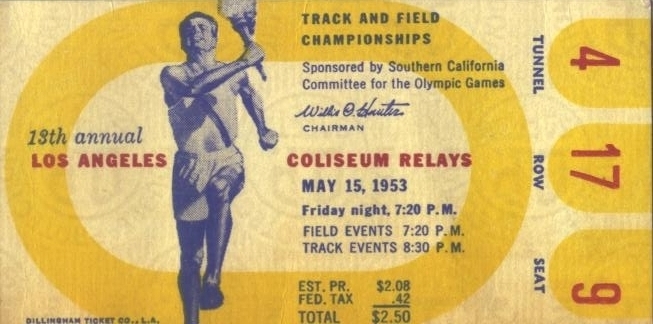 TRACK AND FIELD
CHAMPIONSHIPS
Sponsored by Southern California
Committee for the Olympic Games
Willis O. Hunter
CHAIRMAN
13th annual
LOS ANGELES COLISEUM RELAYS
MAY 15, 1953
Friday night, 7:20 P.M.
FIELD EVENTS 7:20 P.M.
TRACK EVENTS 8:30 P.M.
EST. PR. $2.08
FED. TAX .42
TOTAL $2.50
DILLINGHAM TICKET CO., L.A.
TUNNEL 4
ROW 17
SEAT 9